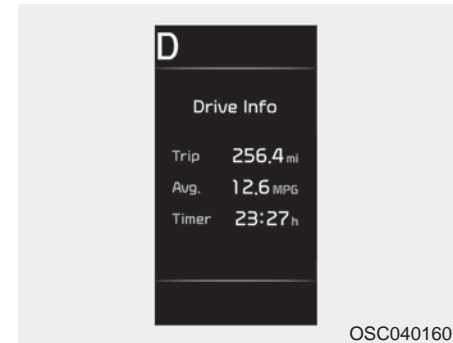 D
Drive Info
Trip 256.4 mi
Avg. 12.6 MPG
Timer 23:27 h
OSC040160